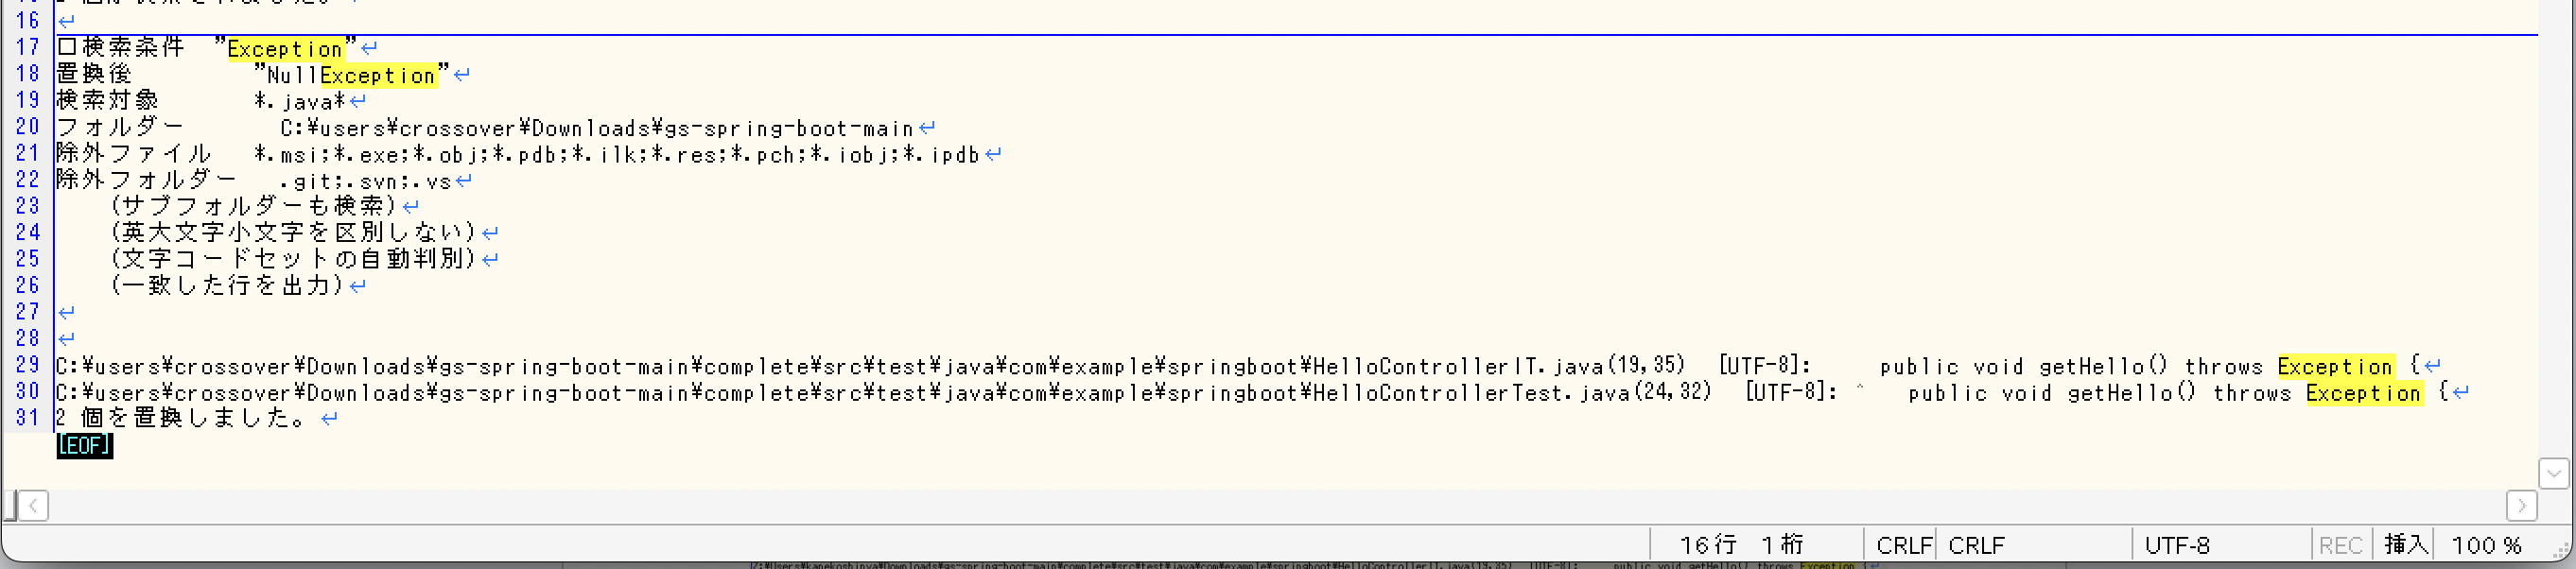 16
17 □検索条件 ”Exception”
18 置換後 ”NullException”
19 検索対象 *.java*
20 フォルダー C:¥users¥crossover¥Downloads¥gs-spring-boot-main
21 除外ファイル *.msi;*.exe;*.obj;*.pdb;*.ilk;*.res;*.pch;*.iobj;*.ipdb
22 除外フォルダー .git;.svn;.vs
23 (サブフォルダーも検索)
24 (英大文字小文字を区別しない)
25 (文字コードセットの自動判別)
26 (一致した行を出力)
27
28
29 C:¥users¥crossover¥Downloads¥gs-spring-boot-main¥complete¥src¥test¥java¥com¥example¥springboot¥HelloControllerIT.java(19,35) [UTF-8]: public void getHello() throws Exception {
30 C:¥users¥crossover¥Downloads¥gs-spring-boot-main¥complete¥src¥test¥java¥com¥example¥springboot¥HelloControllerTest.java(24,32) [UTF-8]: ^ public void getHello() throws Exception {
31 2 個を置換しました。
[EOF]
16行 1桁 CRLF CRLF UTF-8 REC 挿入 100 %